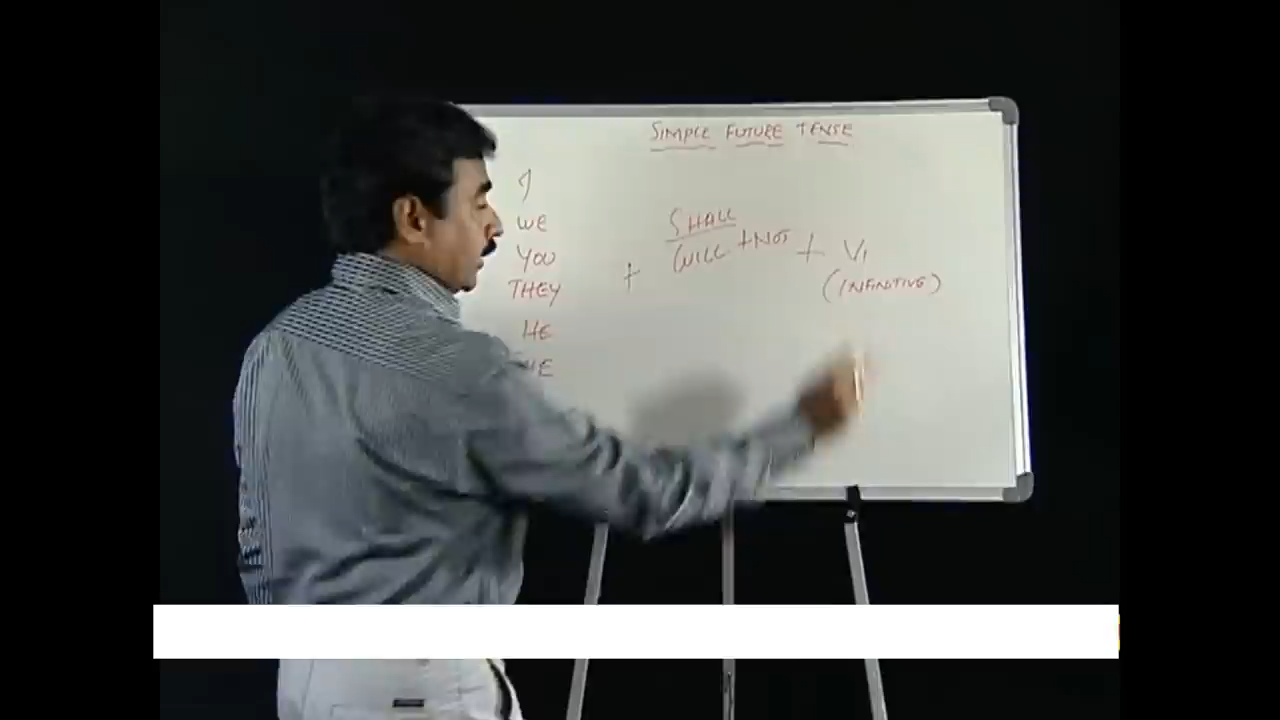 SIMPLE FUTURE TENSE
I
WE
YOU
THEY
HE
+
SHALL
WILL + NOT + V1
(INFINITIVE)